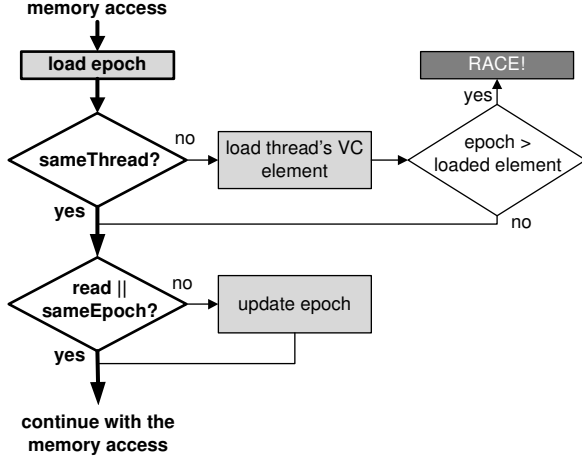 memory access
load epoch
RACE!
yes
no
sameThread?
load thread's VC
element
epoch >
loaded element
yes
no
read ||
sameEpoch?
no
update epoch
yes
continue with the
memory access